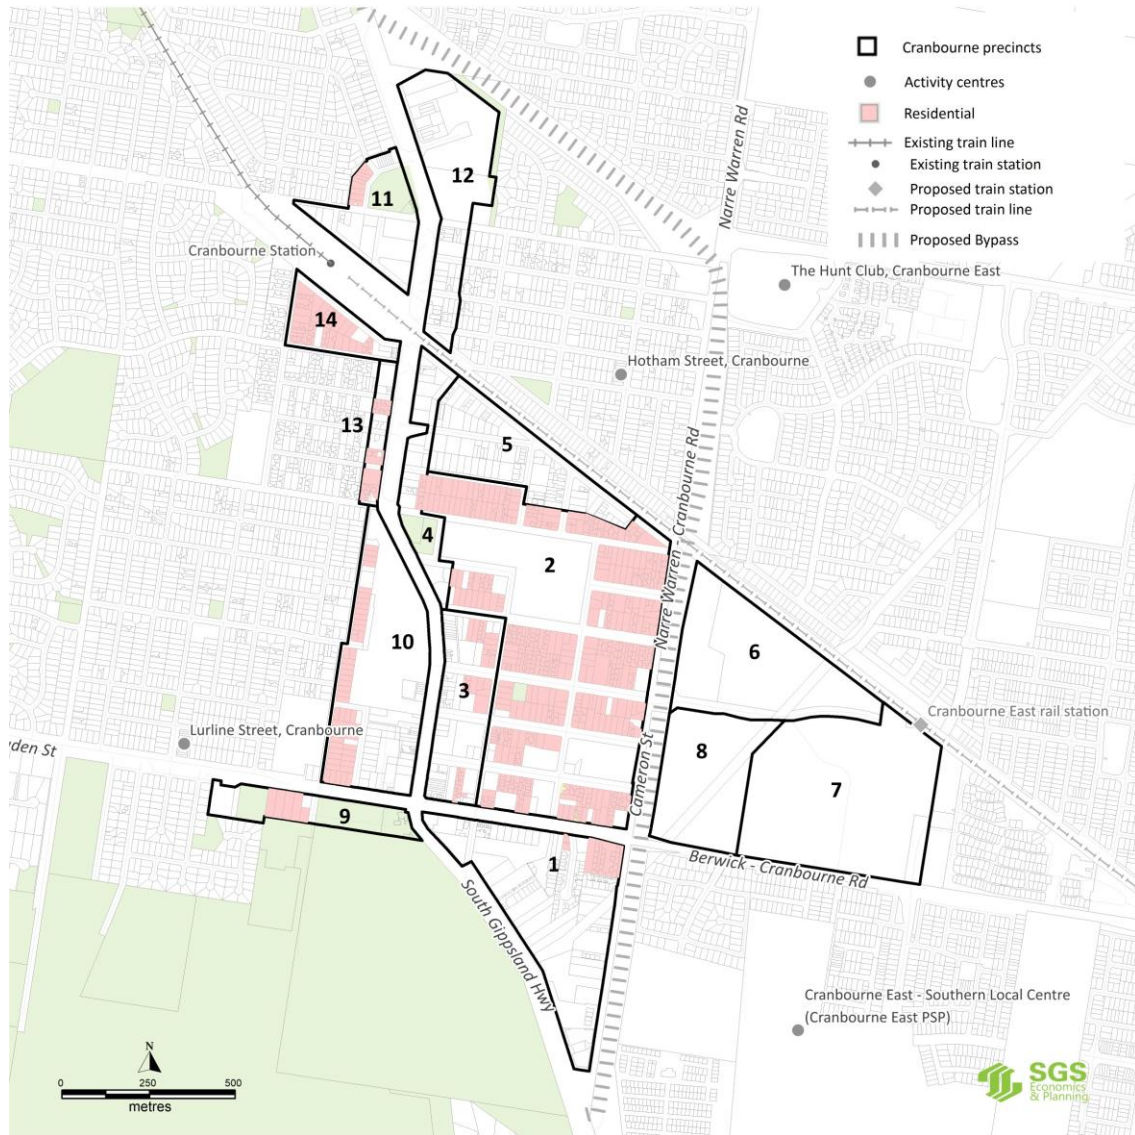 Cranbourne precincts
Activity centres
Residential
Existing train line
Existing train station
Proposed train station
Proposed train line
Proposed Bypass
Narre Warren Rd
12
11
Cranbourne Station
The Hunt Club, Cranbourne East
14
Hotham Street, Cranbourne
13
5
4
2
Narre Warren - Cranbourne Rd
10
6
3
Cranbourne East rail station
Lurline Street, Cranbourne
den St
8
Cameron St
7
9
1
Berwick - Cranbourne Rd
South Gippsland Hwy
Cranbourne East - Southern Local Centre
(Cranbourne East PSP)
N
0 250 500
metres
SGS
Economics
& Planning